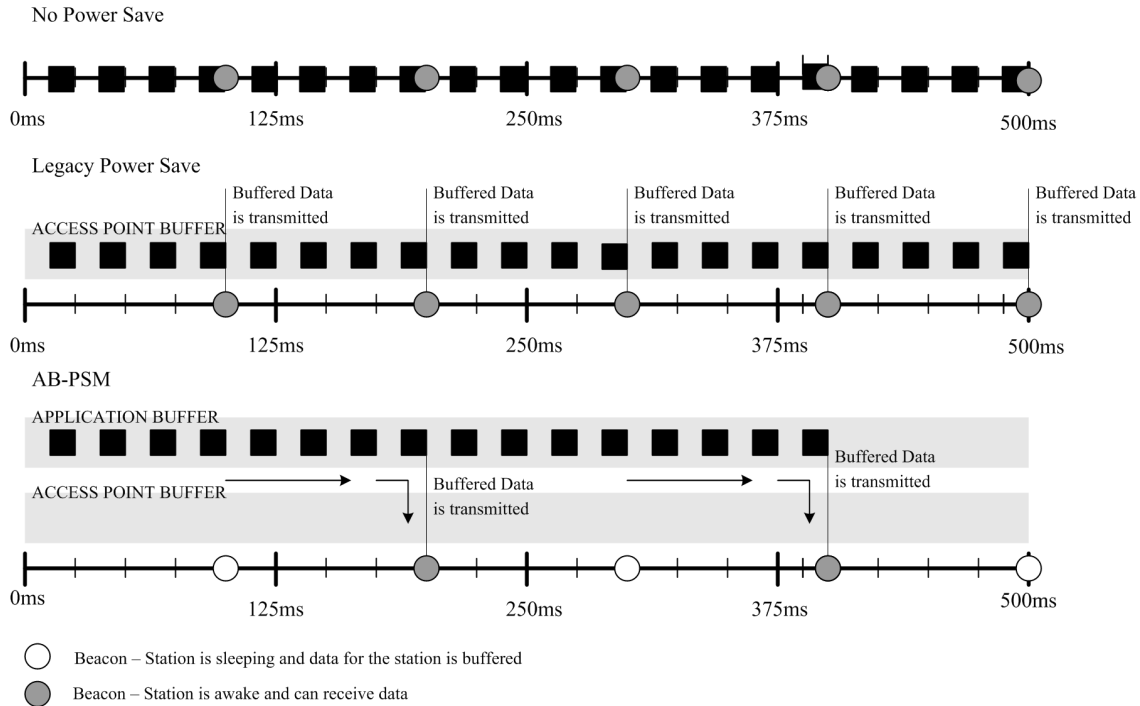 No Power Save
0ms
125ms
250ms
375ms
500ms
Legacy Power Save
Buffered Data
is transmitted
Buffered Data
is transmitted
Buffered Data
is transmitted
Buffered Data
is transmitted
Buffered Data
is transmitted
ACCESS POINT BUFFER
0ms
125ms
250ms
375ms
500ms
AB-PSM
APPLICATION BUFFER
Buffered Data
is transmitted
ACCESS POINT BUFFER
Buffered Data
is transmitted
0ms
125ms
250ms
375ms
500ms
Beacon – Station is sleeping and data for the station is buffered
Beacon – Station is awake and can receive data